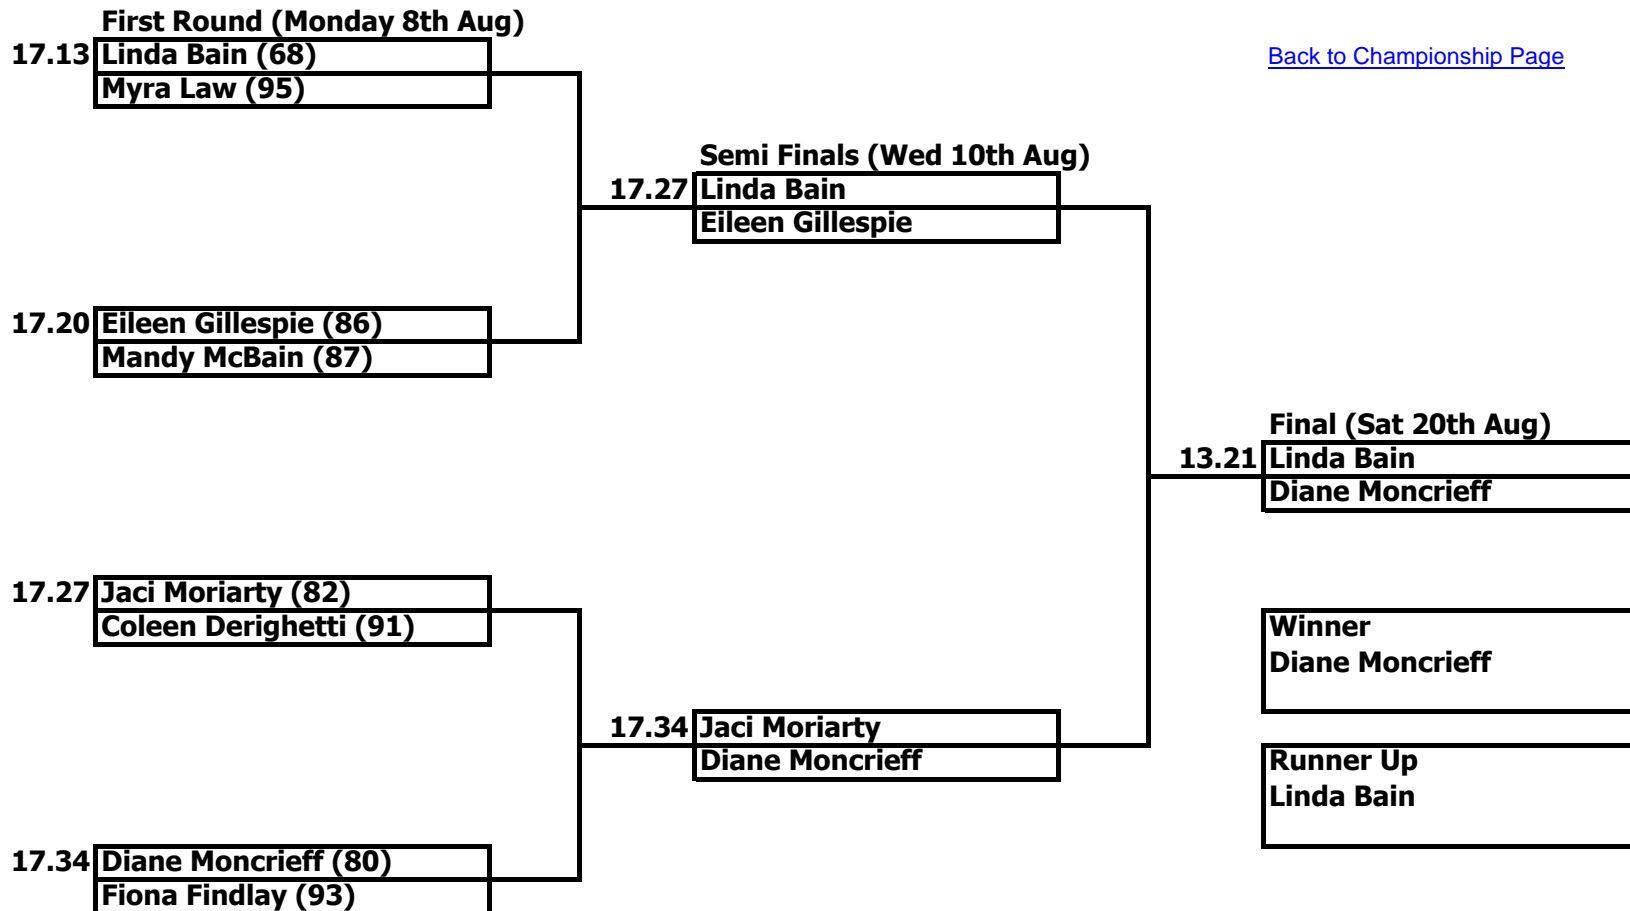 First Round (Monday 8th Aug)
17.13 Linda Bain (68)
Myra Law (95)
Back to Championship Page
Semi Finals (Wed 10th Aug)
17.27 Linda Bain
Eileen Gillespie
17.20 Eileen Gillespie (86)
Mandy McBain (87)
Final (Sat 20th Aug)
13.21 Linda Bain
Diane Moncrieff
17.27 Jaci Moriarty (82)
Coleen Derighetti (91)
Winner
Diane Moncrieff
17.34 Jaci Moriarty
Diane Moncrieff
Runner Up
Linda Bain
17.34 Diane Moncrieff (80)
Fiona Findlay (93)